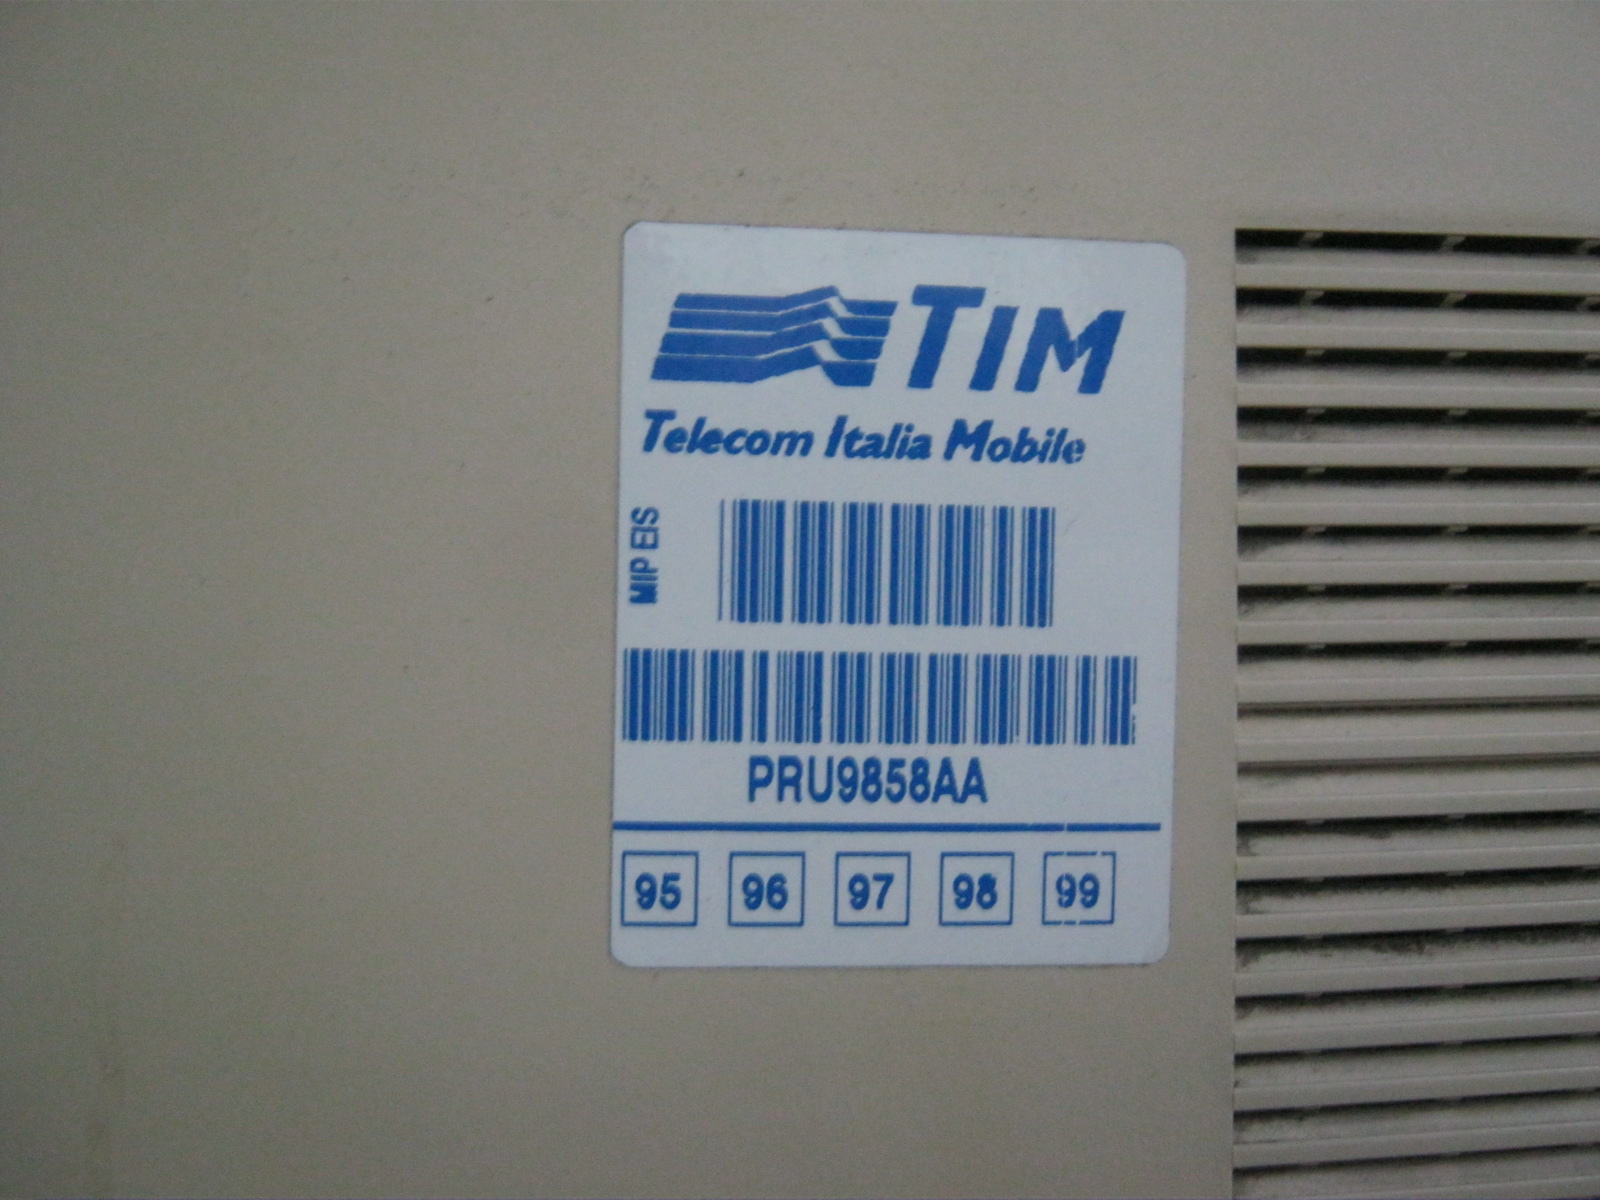 TIM
Telecom Italia Mobile
MIP EIS
PRU9858AA
95 96 97 98 99